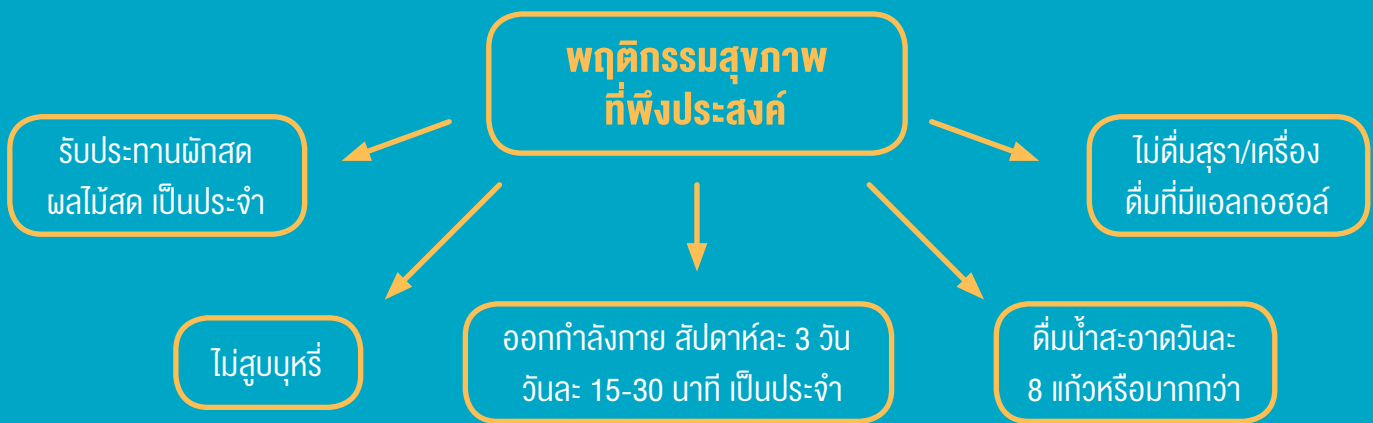 พฤติกรรมสุขภาพ
ที่พึงประสงค์
รับประทานผักสด
ผลไม้สด เป็นประจำ
ไม่ดื่มสุรา/เครื่อง
ดื่มที่มีแอลกอฮอล์
ไม่สูบบุหรี่
ออกกำลังกาย สัปดาห์ละ 3 วัน
วันละ 15-30 นาที เป็นประจำ
ดื่มน้ำสะอาดวันละ
8 แก้วหรือมากกว่า